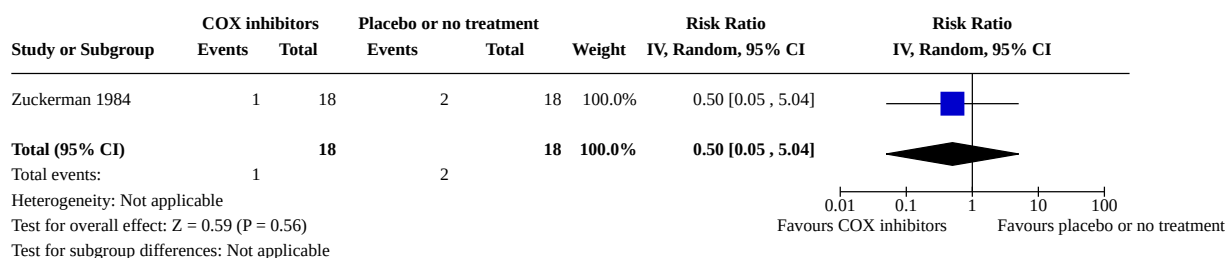 COX inhibitors Placebo or no treatment Risk Ratio Risk Ratio
Study or Subgroup Events Total Events Total Weight IV, Random, 95% CI IV, Random, 95% CI
Zuckerman 1984 1 18 2 18 100.0% 0.50 [0.05 , 5.04]
Total (95% CI) 18 18 100.0% 0.50 [0.05 , 5.04]
Total events: 1 2
Heterogeneity: Not applicable
0.01 0.1 1 10 100
Test for overall effect: Z = 0.59 (P = 0.56) Favours COX inhibitors Favours placebo or no treatment
Test for subgroup differences: Not applicable